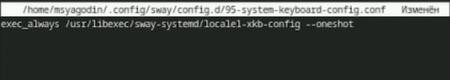 /home/msyagodin/.config/sway/config.d/95-system-keyboard-config.conf Изменён
exec_always /usr/libexec/sway-systemd/locale1-xkb-config --oneshot